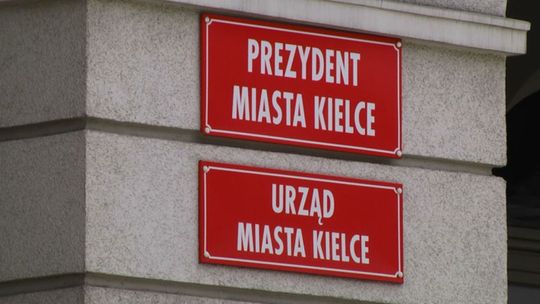 PREZYDENT
MIASTA KIELCE
URZĄD
MIASTA KIELCE